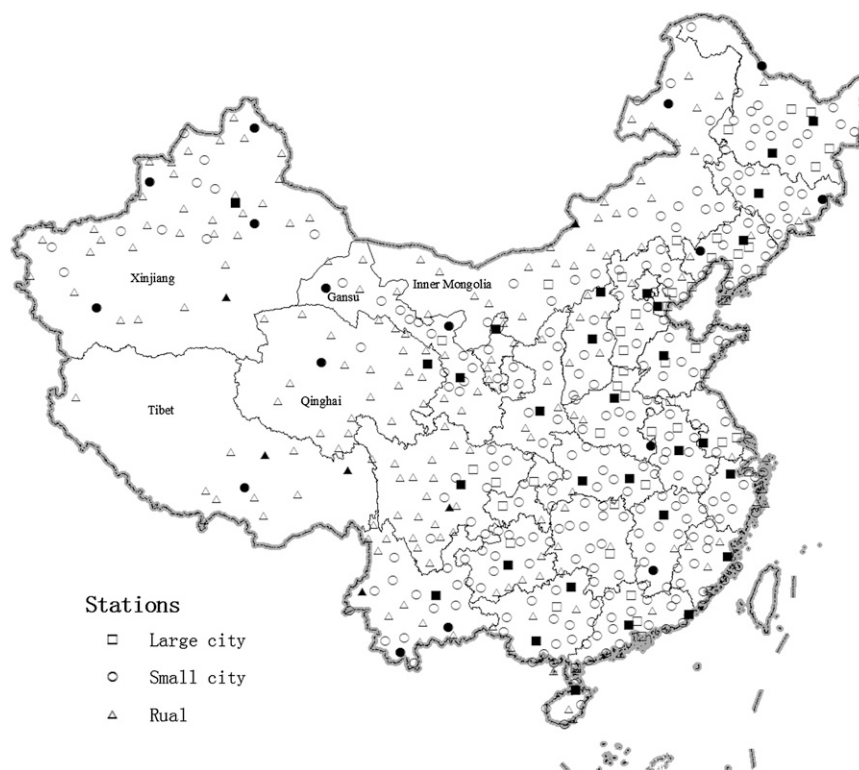 Xinjiang
Gansu
Inner Mongolia
Tibet
Qinghai
Stations
Large city
Small city
Rual